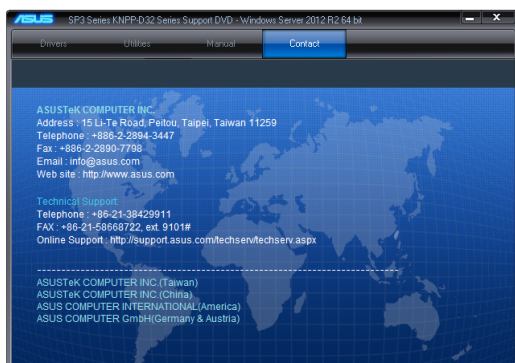 ASUS SP3 Series KNPP-D32 Series Support DVD - Windows Server 2012 R2 64 bit
Drivers Utilities Manual Contact
ASUSTeK COMPUTER INC.
Address : 15 Li-Te Road, Peitou, Taipei, Taiwan 11259
Telephone : +886-2-2894-3447
Fax : +886-2-2890-7798
Email : info@asus.com
Web site : http://www.asus.com
Technical Support
Telephone : +86-21-38429911
FAX : +86-21-58668722, ext. 9101#
Online Support : http://support.asus.com/techserv/techserv.aspx
ASUSTeK COMPUTER INC.(Taiwan)
ASUSTeK COMPUTER INC.(China)
ASUS COMPUTER INTERNATIONAL(America)
ASUS COMPUTER GmbH(Germany & Austria)